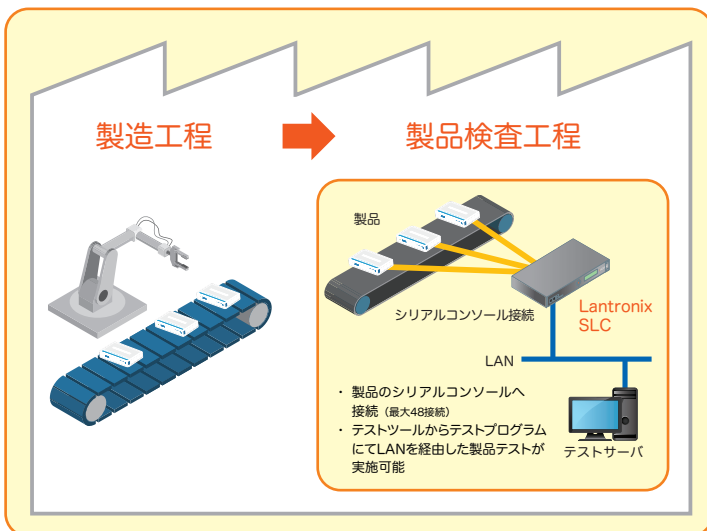 製造工程
製品検査工程
製品
シリアルコンソール接続
Lantronix
SLC
LAN
・ 製品のシリアルコンソールへ
接続（最大48接続）
・ テストツールからテストプログラム
にてLANを経由した製品テストが
実施可能
テストサーバ